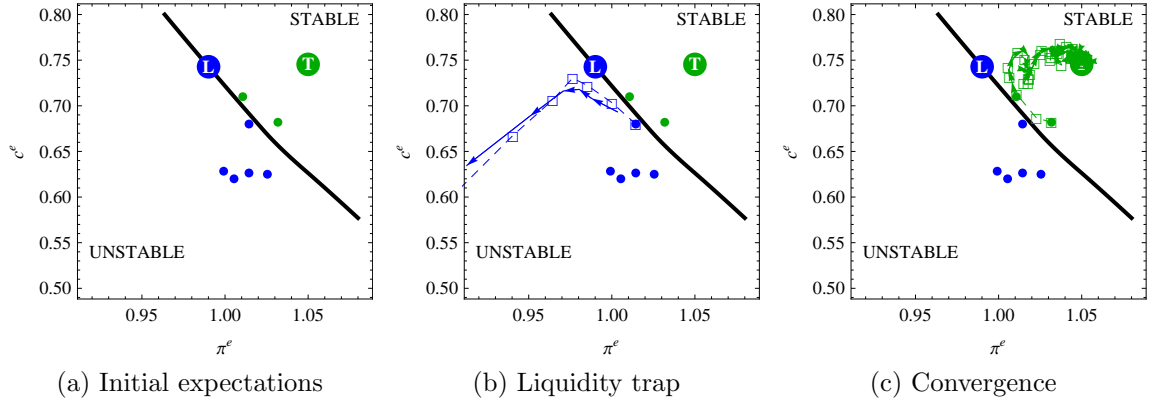 STABLE
L
T
UNSTABLE
0.80
0.75
0.70
0.65
0.60
0.55
0.50
c^e
0.95 1.00 1.05
π^e
(a) Initial expectations
STABLE
L
T
UNSTABLE
0.80
0.75
0.70
0.65
0.60
0.55
0.50
c^e
0.95 1.00 1.05
π^e
(b) Liquidity trap
STABLE
L
UNSTABLE
0.80
0.75
0.70
0.65
0.60
0.55
0.50
c^e
0.95 1.00 1.05
π^e
(c) Convergence